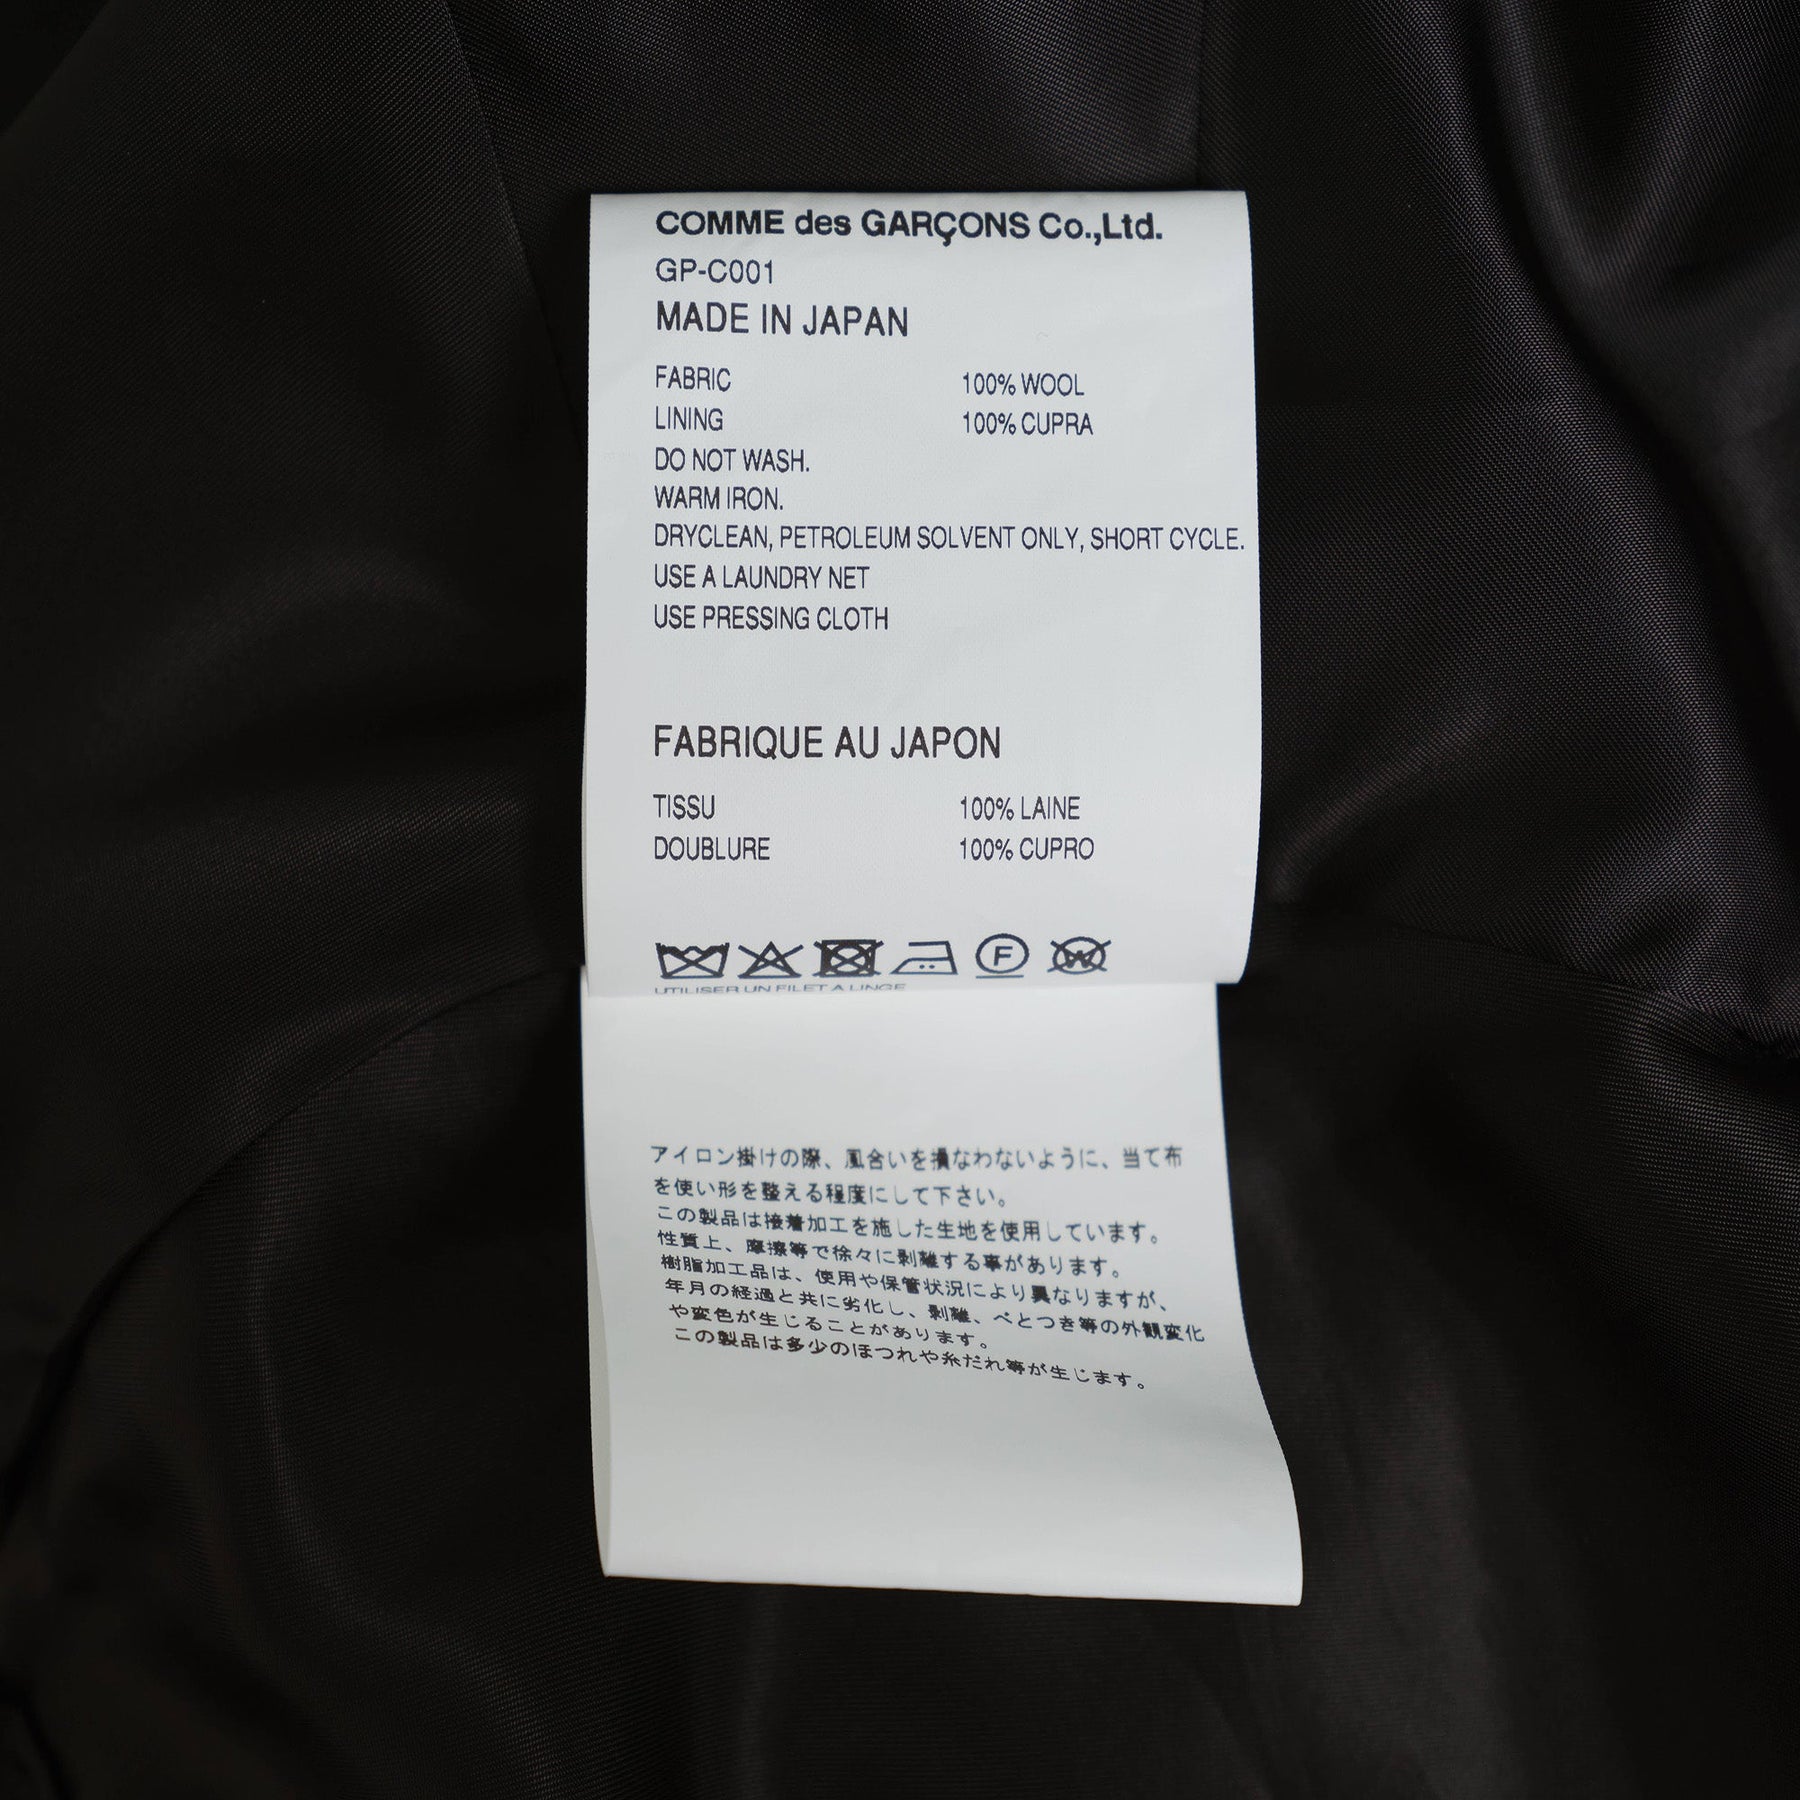 COMME des GARÇONS Co.,Ltd.
GP-C001
MADE IN JAPAN
FABRIC 100% WOOL
LINING 100% CUPRA
DO NOT WASH.
WARM IRON.
DRYCLEAN, PETROLEUM SOLVENT ONLY, SHORT CYCLE.
USE A LAUNDRY NET
USE PRESSING CLOTH
FABRIQUE AU JAPON
TISSU 100% LAINE
DOUBLURE 100% CUPRO
F W
UTILISER UN FILET A LINGE
アイロン掛けの際、風合いを損なわないように、当て布
を使い形を整える程度にして下さい。
この製品は接着加工を施した生地を使用しています。
性質上、摩擦等で徐々に剥離する事があります。
樹脂加工品は、使用や保管状況により異なりますが、
年月の経過と共に劣化し、剥離、べとつき等の外観変化
や変色が生じることがあります。
この製品は多少のほつれや糸だれ等が生じます。